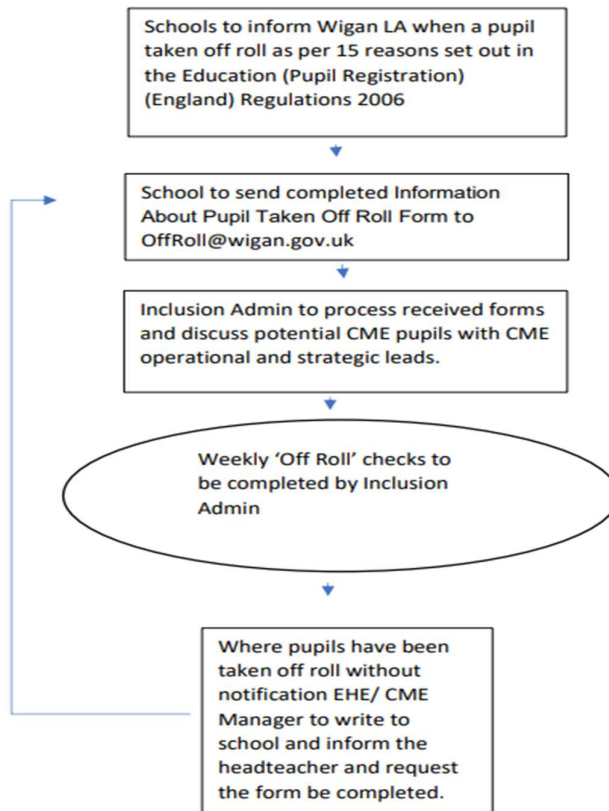 Schools to inform Wigan LA when a pupil
taken off roll as per 15 reasons set out in
the Education (Pupil Registration)
(England) Regulations 2006
School to send completed Information
About Pupil Taken Off Roll Form to
OffRoll@wigan.gov.uk
Inclusion Admin to process received forms
and discuss potential CME pupils with CME
operational and strategic leads.
Weekly ‘Off Roll’ checks to
be completed by Inclusion
Admin
Where pupils have been
taken off roll without
notification EHE/ CME
Manager to write to
school and inform the
headteacher and request
the form be completed.